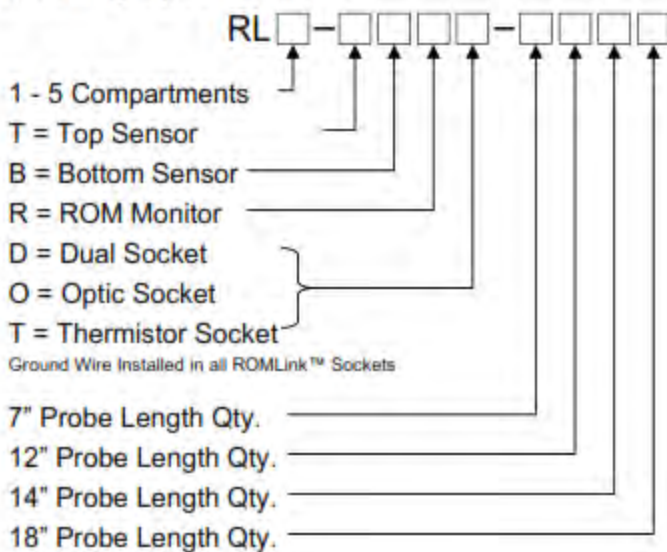 RL □-□□□□-□□□□
1 - 5 Compartments
T = Top Sensor
B = Bottom Sensor
R = ROM Monitor
D = Dual Socket
O = Optic Socket
T = Thermistor Socket
Ground Wire Installed in all ROMLink™ Sockets
7” Probe Length Qty.
12” Probe Length Qty.
14” Probe Length Qty.
18” Probe Length Qty.